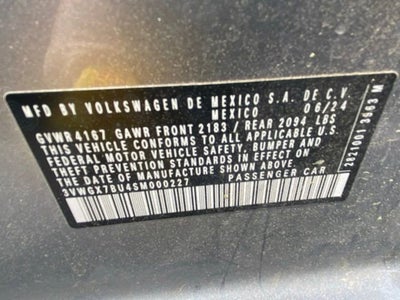 MFD BY VOLKSWAGEN DE MEXICO S.A. DE C.V.
06/24
GVWR 4167 GAWR FRONT 2183 / REAR 2094 LBS
THIS VEHICLE CONFORMS TO ALL APPLICABLE U.S.
FEDERAL MOTOR VEHICLE SAFETY, BUMPER, AND
THEFT PREVENTION STANDARDS IN EFFECT ON THE
DATE OF MANUFACTURE SHOWN ABOVE.
3VWGX7BU4SM000227 PASSENGER CAR